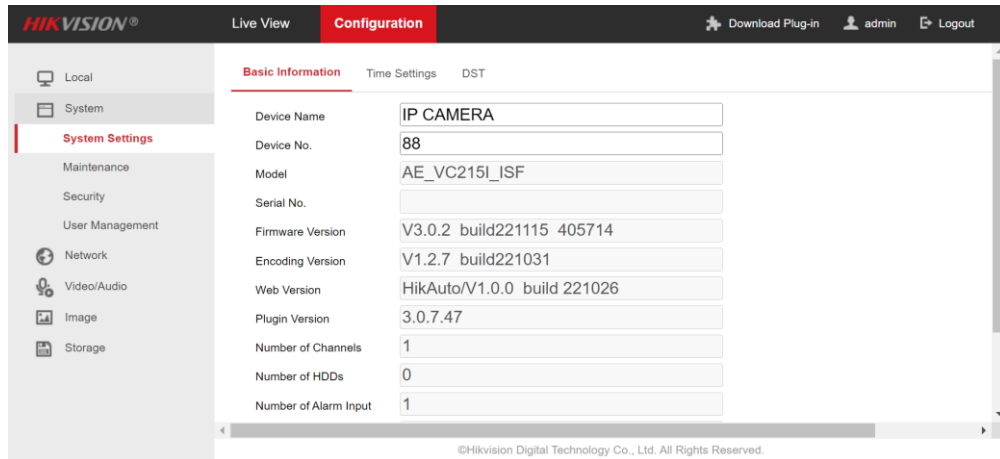 HIKVISION® Live View Configuration Download Plug-in admin Logout
Local
System
System Settings
Maintenance
Security
User Management
Network
Video/Audio
Image
Storage
Basic Information Time Settings DST
Device Name IP CAMERA
Device No. 88
Model AE_VC215I_ISF
Serial No.
Firmware Version V3.0.2 build221115 405714
Encoding Version V1.2.7 build221031
Web Version HikAuto/V1.0.0 build 221026
Plugin Version 3.0.7.47
Number of Channels 1
Number of HDDs 0
Number of Alarm Input 1
©Hikvision Digital Technology Co., Ltd. All Rights Reserved.